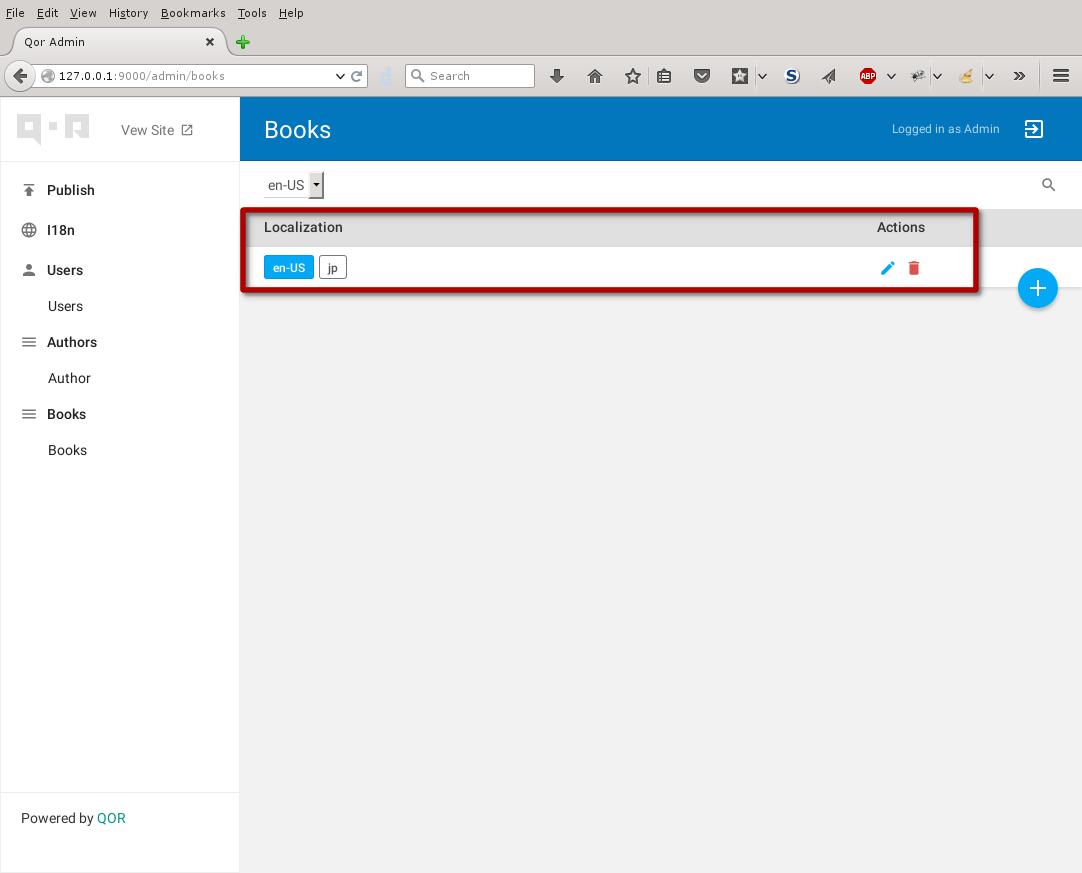 File Edit View History Bookmarks Tools Help
Qor Admin
127.0.0.1:9000/admin/books
Search
S
ABP
QOR
Vew Site
Books
Logged in as Admin
Publish
I18n
Users
Users
Authors
Author
Books
Books
en-US
Localization Actions
en-US jp
Powered by QOR